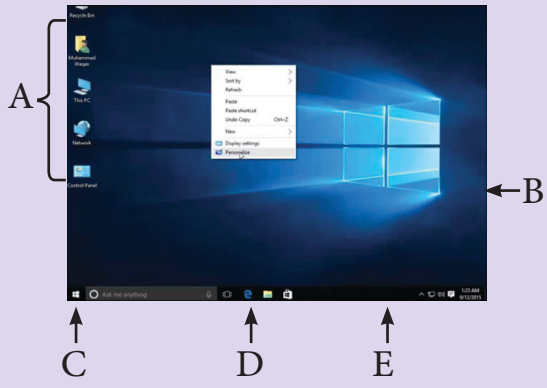 Recycle Bin
Muhammad
Waqas
This PC
Network
Control Panel
A
View
Sort by
Refresh
Paste
Paste shortcut
Undo Copy Ctrl+Z
New
Display settings
Personalize
B
Ask me anything
1:23 AM
9/12/2015
C
D
E